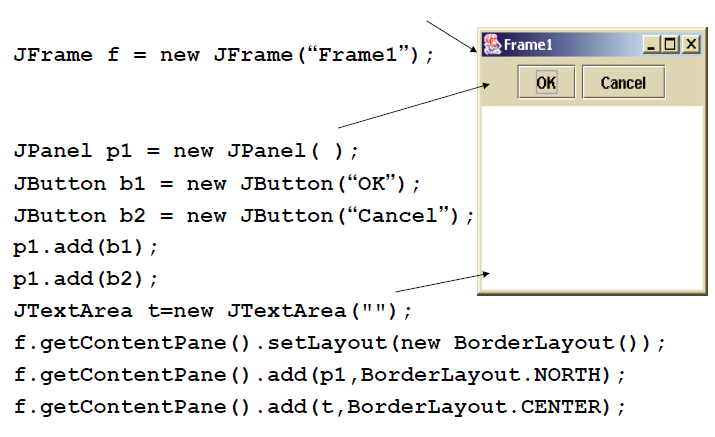 JFrame f = new JFrame(“Frame1”);
Frame1
OK Cancel
JPanel p1 = new JPanel( );
JButton b1 = new JButton(“OK”);
JButton b2 = new JButton(“Cancel”);
p1.add(b1);
p1.add(b2);
JTextArea t=new JTextArea("");
f.getContentPane().setLayout(new BorderLayout());
f.getContentPane().add(p1,BorderLayout.NORTH);
f.getContentPane().add(t,BorderLayout.CENTER);